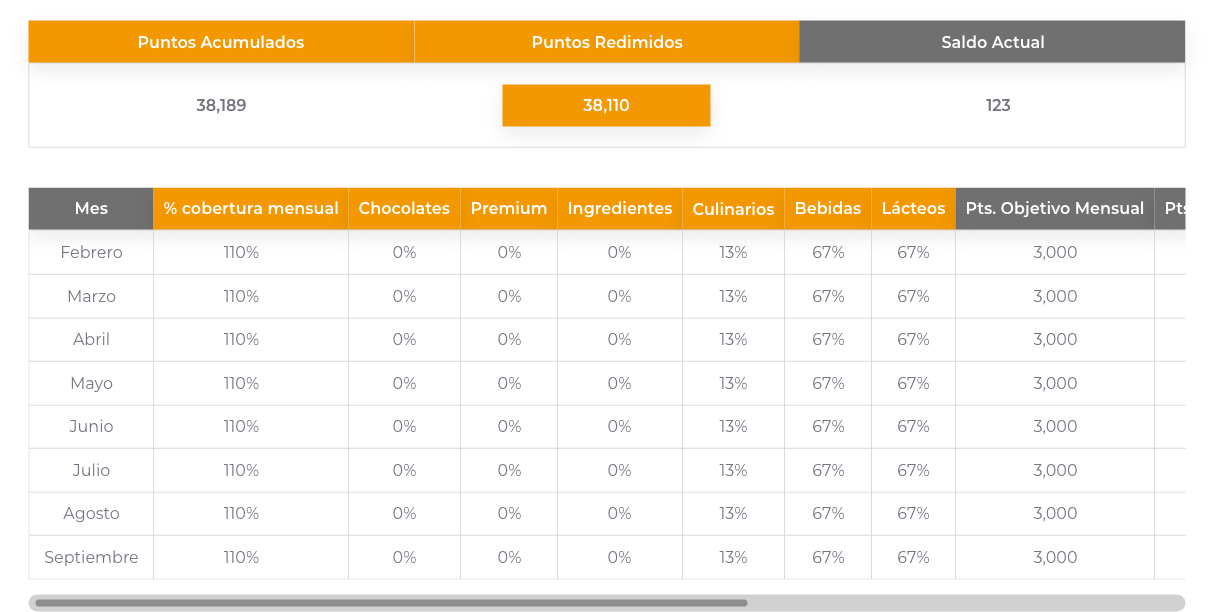 Puntos Acumulados Puntos Redimidos Saldo Actual
38,189 38,110 123
Mes % cobertura mensual Chocolates Premium Ingredientes Culinarios Bebidas Lácteos Pts. Objetivo Mensual Pts
Febrero 110% 0% 0% 0% 13% 67% 67% 3,000
Marzo 110% 0% 0% 0% 13% 67% 67% 3,000
Abril 110% 0% 0% 0% 13% 67% 67% 3,000
Mayo 110% 0% 0% 0% 13% 67% 67% 3,000
Junio 110% 0% 0% 0% 13% 67% 67% 3,000
Julio 110% 0% 0% 0% 13% 67% 67% 3,000
Agosto 110% 0% 0% 0% 13% 67% 67% 3,000
Septiembre 110% 0% 0% 0% 13% 67% 67% 3,000